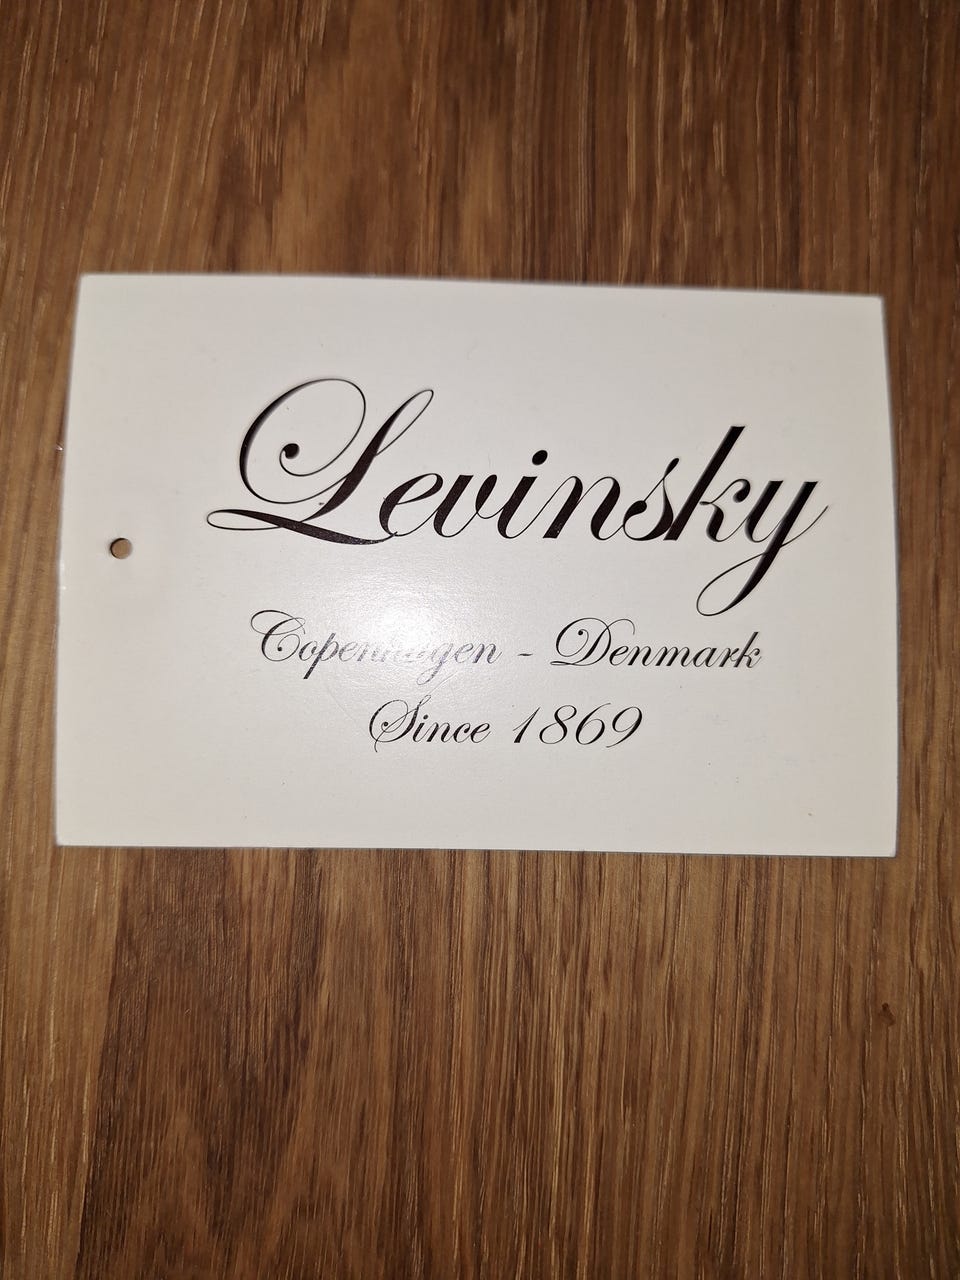 Levinsky
Copenhagen - Denmark
Since 1869